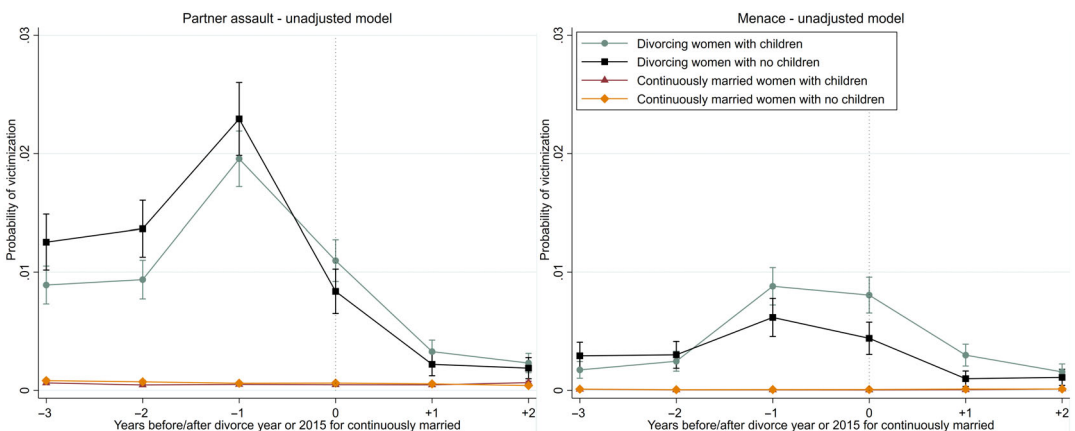 Partner assault - unadjusted model
Probability of victimization
.03
.02
.01
0
−3
−2
−1
0
+1
+2
Years before/after divorce year or 2015 for continuously married
Menace - unadjusted model
Divorcing women with children
Divorcing women with no children
Continuously married women with children
Continuously married women with no children
Probability of victimization
.03
.02
.01
0
−3
−2
−1
0
+1
+2
Years before/after divorce year or 2015 for continuously married